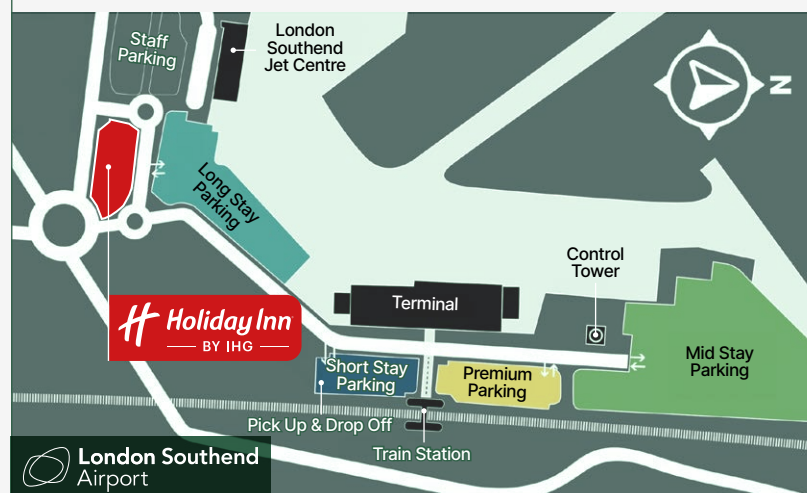 Staff
Parking
London
Southend
Jet Centre
N
Long Stay
Parking
Control
Tower
Terminal
Holiday Inn
BY IHG
Short Stay
Parking
Premium
Parking
Mid Stay
Parking
Pick Up & Drop Off
Train Station
London Southend
Airport